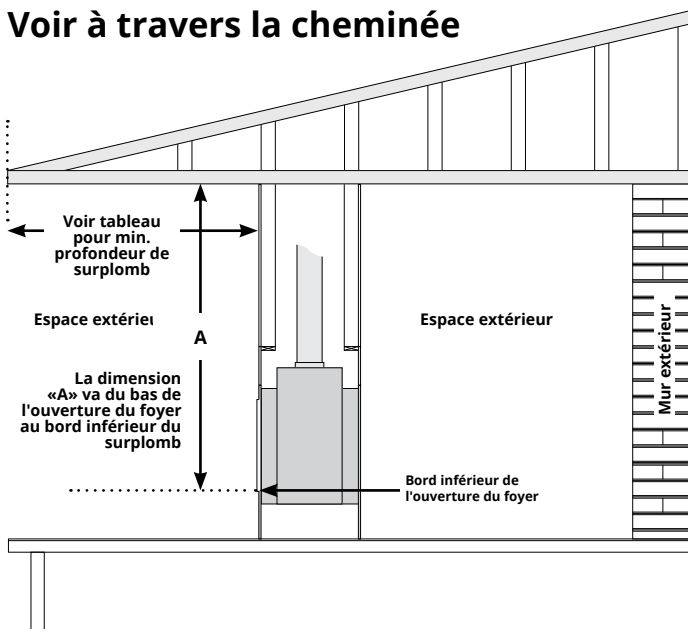 Voir à travers la cheminée
Voir tableau
pour min.
profondeur de
surplomb
Espace extérieu
A
Espace extérieur
Mur extérieur
La dimension
«A» va du bas de
l'ouverture du foyer
au bord inférieur du
surplomb
Bord inférieur de
l'ouverture du foyer